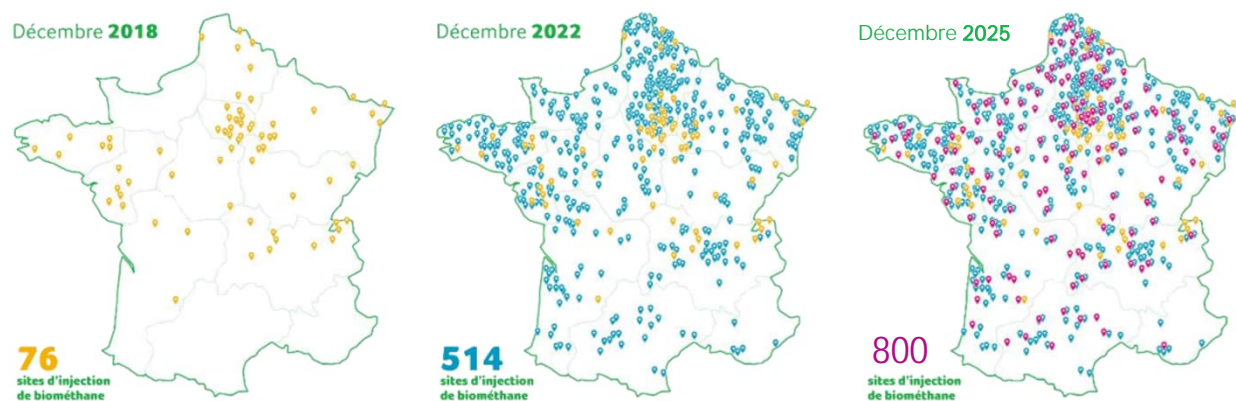 Décembre 2018
76
sites d'injection
de biométhane
Décembre 2022
514
sites d'injection
de biométhane
Décembre 2025
800
sites d'injection
de biométhane